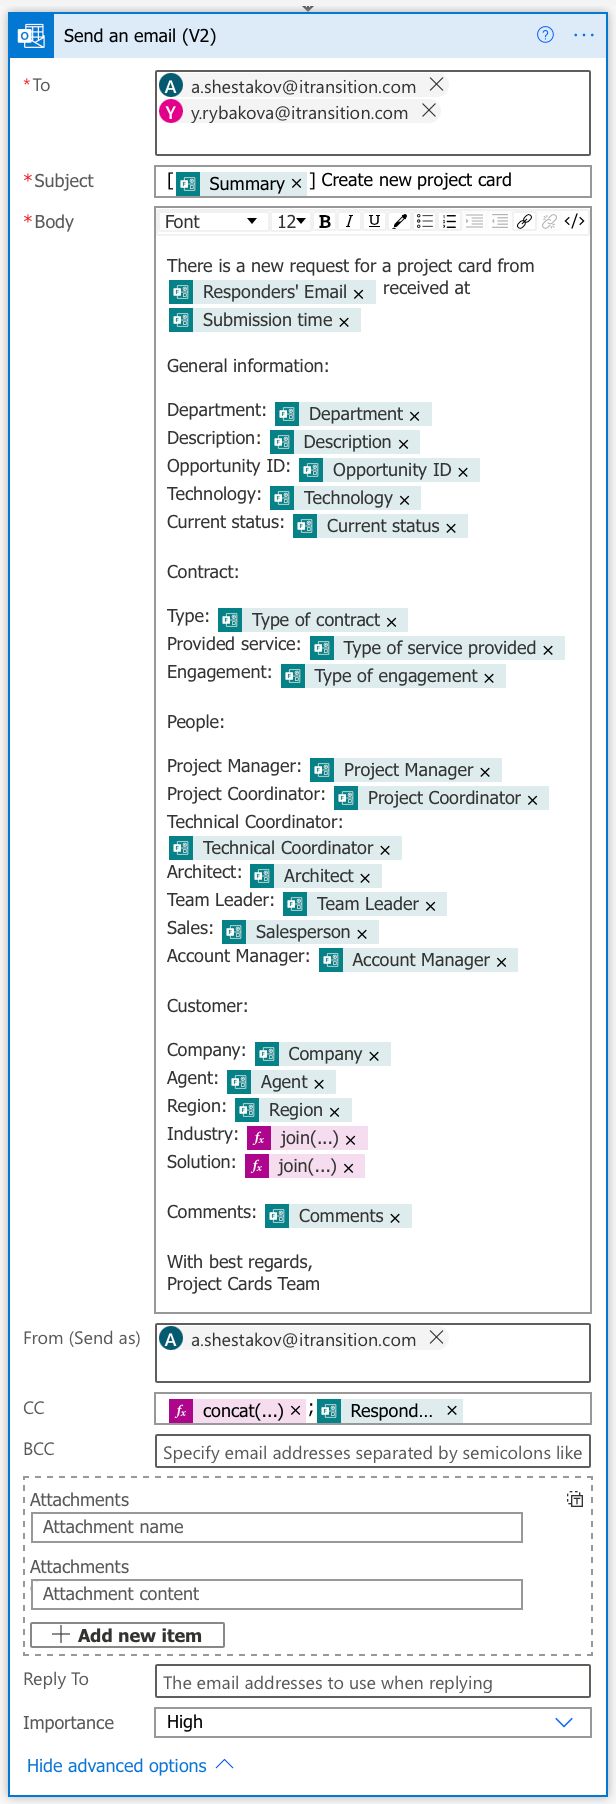 Send an email (V2)
*To
A a.shestakov@itransition.com ×
Y y.rybakova@itransition.com ×
*Subject [ Summary × ] Create new project card
*Body
Font 12 B I U </>
There is a new request for a project card from
Responders' Email × received at
Submission time ×
General information:
Department: Department ×
Description: Description ×
Opportunity ID: Opportunity ID ×
Technology: Technology ×
Current status: Current status ×
Contract:
Type: Type of contract ×
Provided service: Type of service provided ×
Engagement: Type of engagement ×
People:
Project Manager: Project Manager ×
Project Coordinator: Project Coordinator ×
Technical Coordinator:
Technical Coordinator ×
Architect: Architect ×
Team Leader: Team Leader ×
Sales: Salesperson ×
Account Manager: Account Manager ×
Customer:
Company: Company ×
Agent: Agent ×
Region: Region ×
Industry: fx join(...) ×
Solution: fx join(...) ×
Comments: Comments ×
With best regards,
Project Cards Team
From (Send as) A a.shestakov@itransition.com ×
CC fx concat(...) × ; Respond... ×
BCC Specify email addresses separated by semicolons like
Attachments
Attachment name
Attachments
Attachment content
+ Add new item
Reply To The email addresses to use when replying
Importance High
Hide advanced options